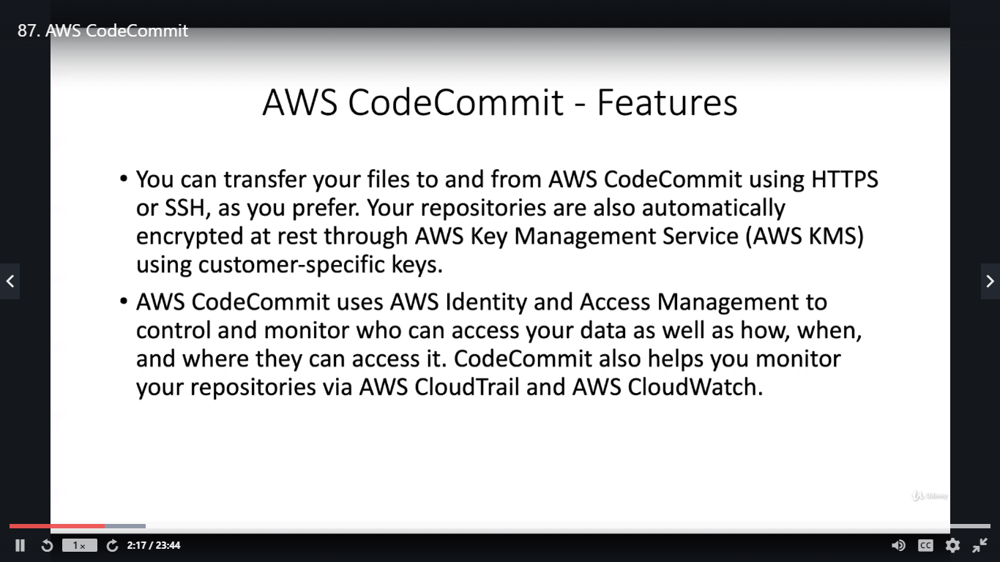 87. AWS CodeCommit
AWS CodeCommit - Features
• You can transfer your files to and from AWS CodeCommit using HTTPS
or SSH, as you prefer. Your repositories are also automatically
encrypted at rest through AWS Key Management Service (AWS KMS)
using customer-specific keys.
• AWS CodeCommit uses AWS Identity and Access Management to
control and monitor who can access your data as well as how, when,
and where they can access it. CodeCommit also helps you monitor
your repositories via AWS CloudTrail and AWS CloudWatch.
Udemy
1x
2:17 / 23:44
CC